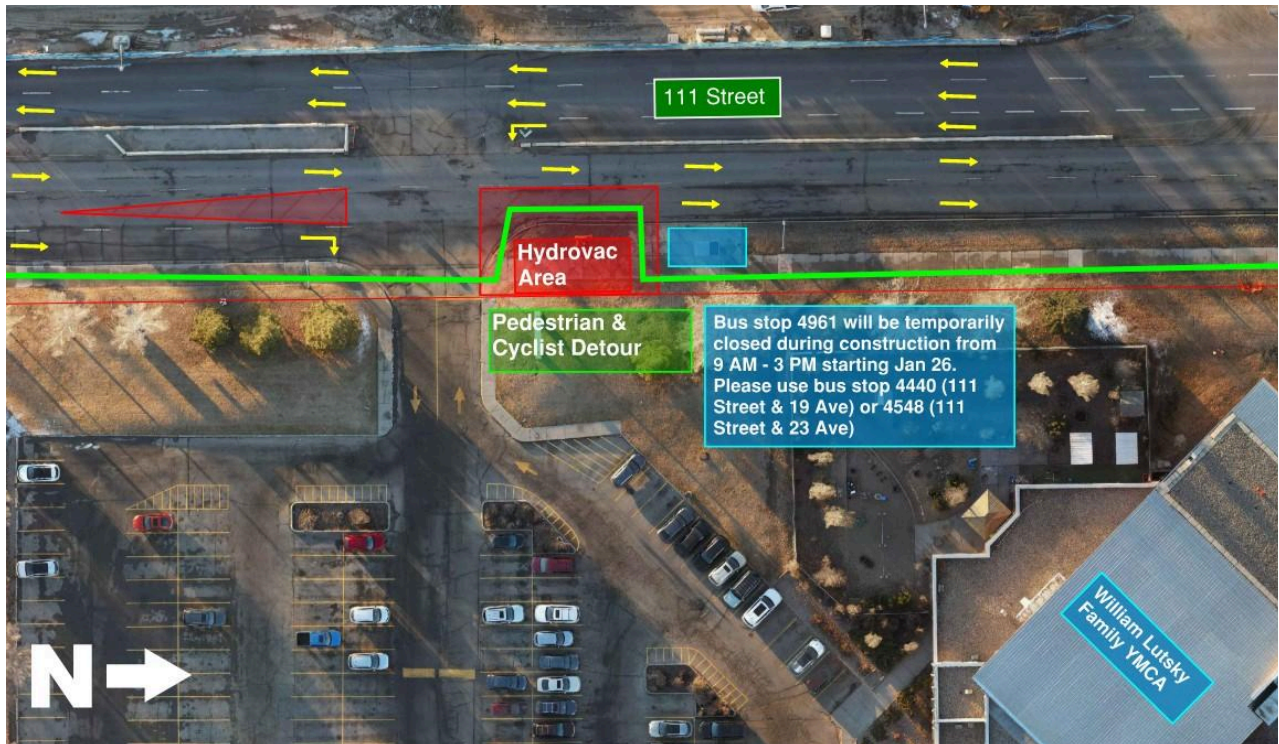 111 Street
Hydrovac
Area
Pedestrian &
Cyclist Detour
Bus stop 4961 will be temporarily
closed during construction from
9 AM - 3 PM starting Jan 26.
Please use bus stop 4440 (111
Street & 19 Ave) or 4548 (111
Street & 23 Ave)
William Lutsky
Family YMCA
N